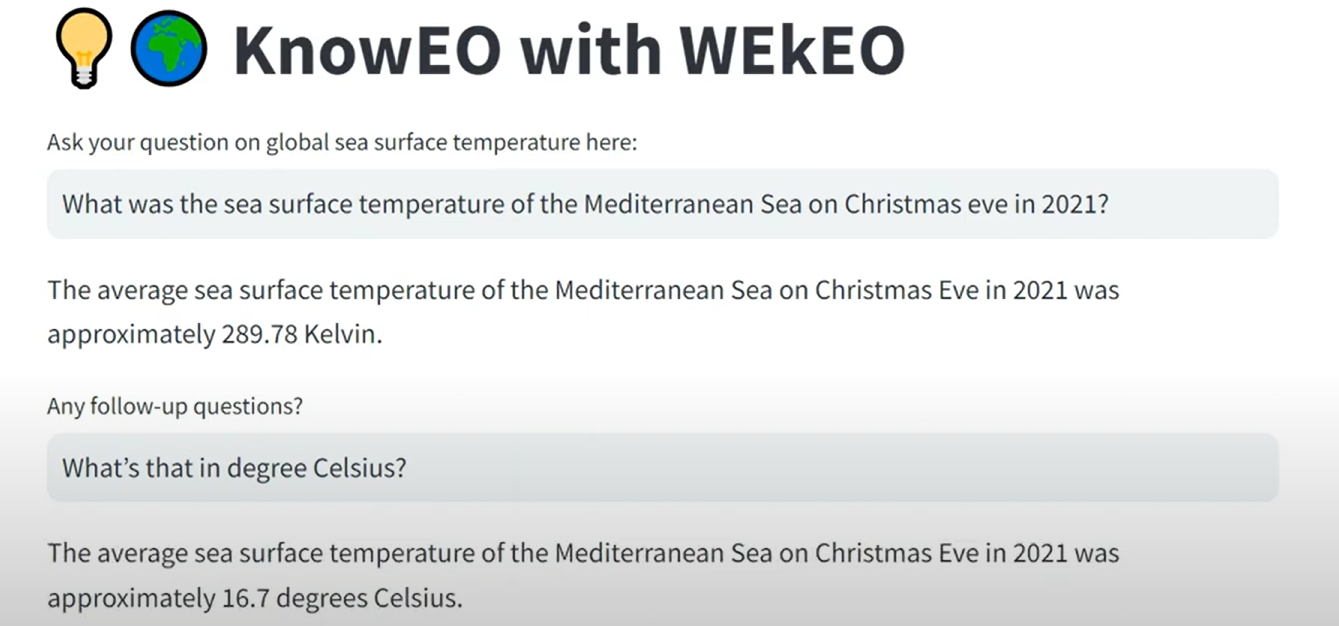 KnowEO with WEkEO
Ask your question on global sea surface temperature here:
What was the sea surface temperature of the Mediterranean Sea on Christmas eve in 2021?
The average sea surface temperature of the Mediterranean Sea on Christmas Eve in 2021 was
approximately 289.78 Kelvin.
Any follow-up questions?
What’s that in degree Celsius?
The average sea surface temperature of the Mediterranean Sea on Christmas Eve in 2021 was
approximately 16.7 degrees Celsius.